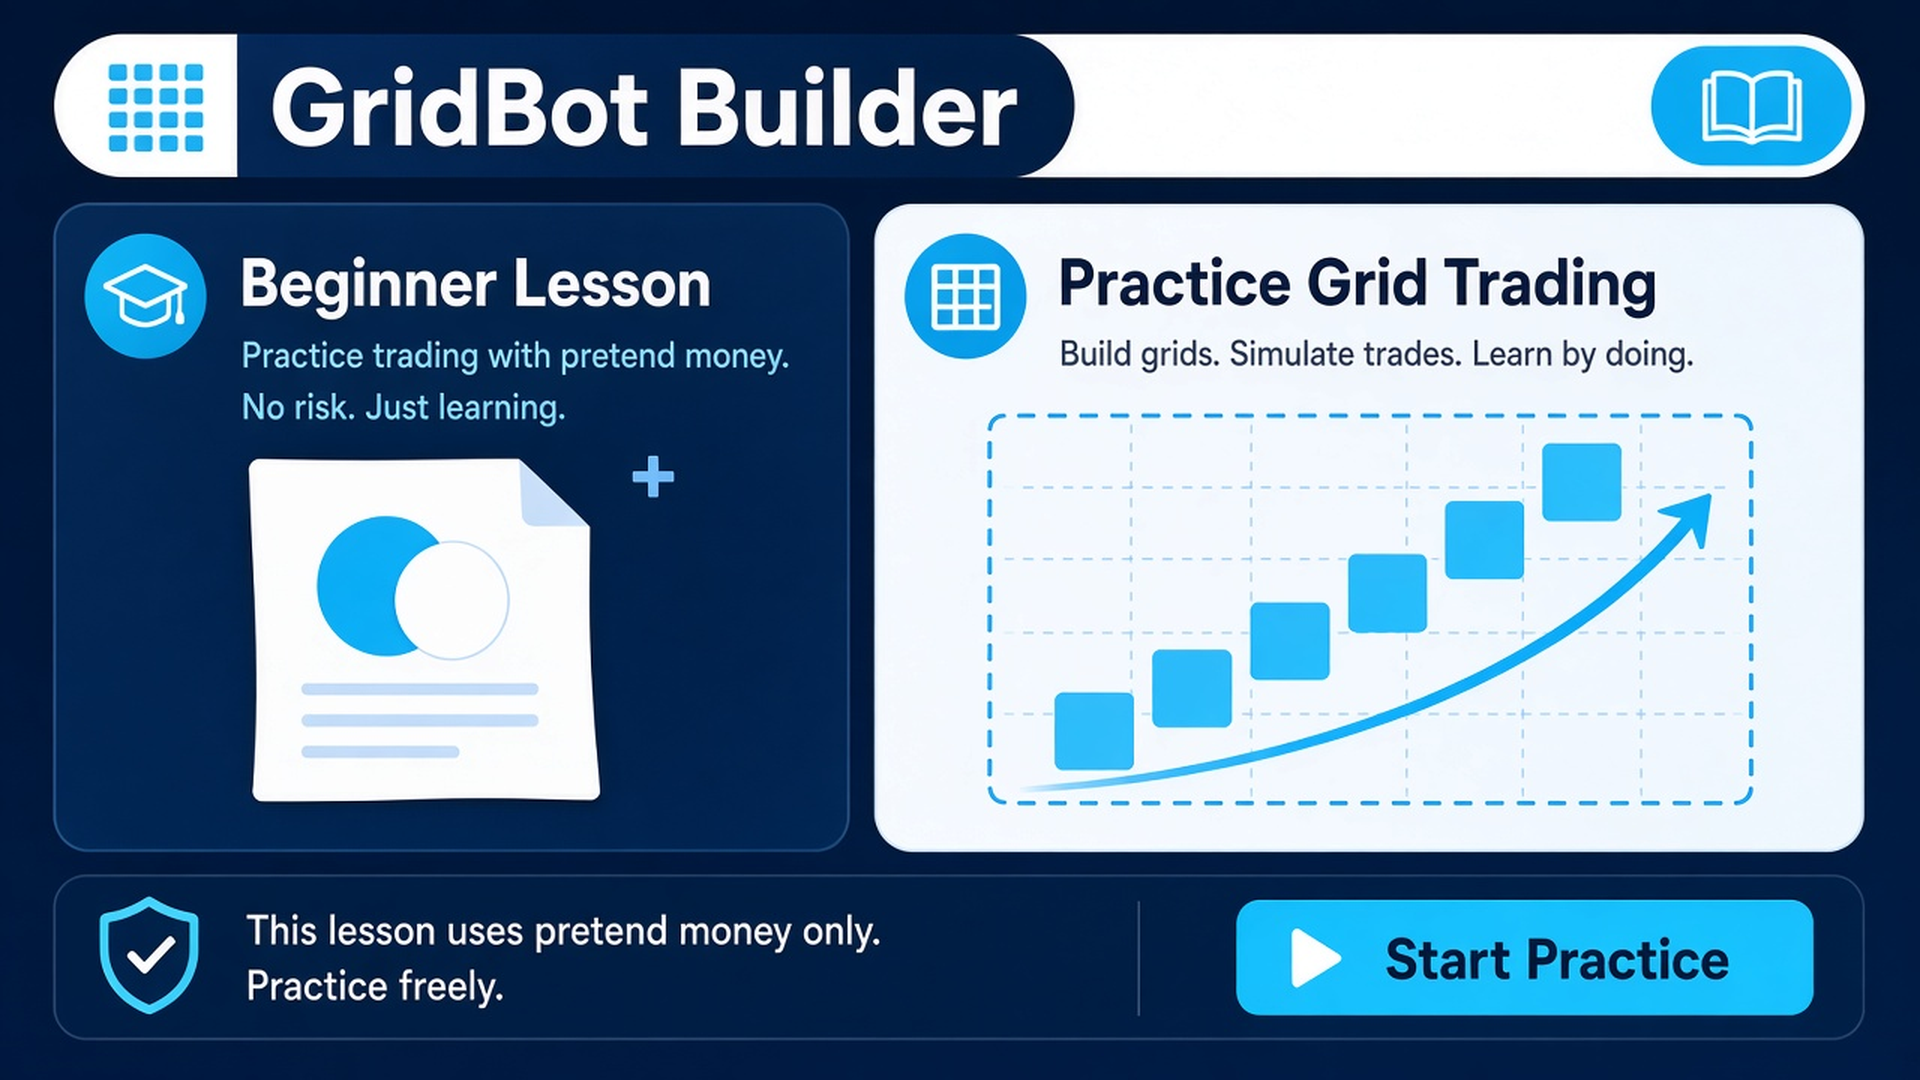 GridBot Builder
Beginner Lesson
Practice trading with pretend money.
No risk. Just learning.
Practice Grid Trading
Build grids. Simulate trades. Learn by doing.
This lesson uses pretend money only.
Practice freely.
Start Practice